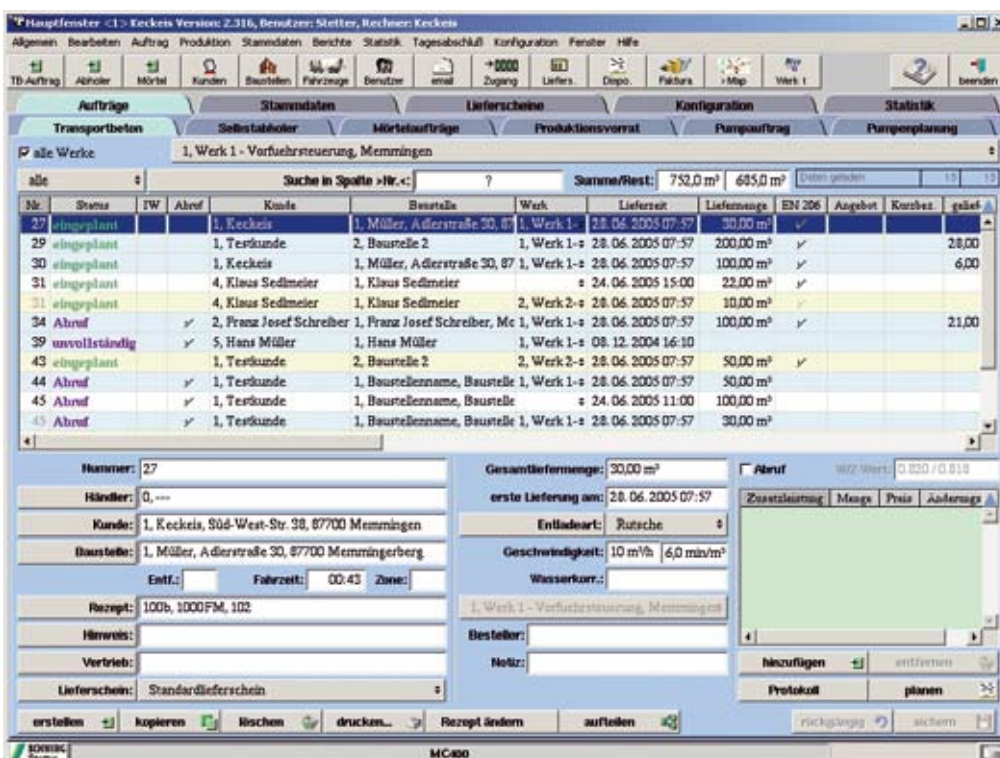 Hauptfenster <1> Keckeis Version: 2.316, Benutzer: Stetter, Rechner: Keckeis
Allgemein Bearbeiten Auftrag Produktion Stammdaten Berichte Statistik Tagesabschluß Konfiguration Fenster Hilfe
TB-Auftrag Abholer Mörtel Kunden Baustellen Fahrzeuge Benutzer email Zugang Liefers. Dispo. Faktura Map Werk 1 beenden
Aufträge Stammdaten Lieferscheine Konfiguration Statistik
Transportbeton Selbstabholer Mörtelaufträge Produktionsvorrat Pumpauftrag Pumpenplanung
alle Werke 1, Werk 1 - Vorfuehrsteuerung, Memmingen
alle Suche in Spalte >Nr.<: ? Summe/Rest: 752,0 m³ 685,0 m³ Daten geladen 13 13
Nr. Status TW Abruf Kunde Baustelle Werk Lieferzeit Liefermenge EN 206 Angebot Kurzbez. gelief
27 eingeplant 1, Keckeis 1, Müller, Adlerstraße 30, 87 1, Werk 1- 28.06.2005 07:57 30,00 m³
29 eingeplant 1, Testkunde 2, Baustelle 2 1, Werk 1- 28.06.2005 07:57 200,00 m³ 28,00
30 eingeplant 1, Keckeis 1, Müller, Adlerstraße 30, 87 1, Werk 1- 28.06.2005 07:57 100,00 m³ 6,00
31 eingeplant 4, Klaus Sedlmeier 1, Klaus Sedlmeier 24.06.2005 15:00 22,00 m³
31 eingeplant 4, Klaus Sedlmeier 1, Klaus Sedlmeier 2, Werk 2- 28.06.2005 07:57 10,00 m³
34 Abruf 2, Franz Josef Schreiber 1, Franz Josef Schreiber, Mc 1, Werk 1- 28.06.2005 07:57 100,00 m³ 21,00
39 unvollständig 5, Hans Müller 1, Hans Müller 1, Werk 1- 08.12.2004 16:10
43 eingeplant 1, Testkunde 2, Baustelle 2 2, Werk 2- 28.06.2005 07:57 50,00 m³
44 Abruf 1, Testkunde 1, Baustellenname, Baustelle 1, Werk 1- 28.06.2005 07:57 50,00 m³
45 Abruf 1, Testkunde 1, Baustellenname, Baustelle 24.06.2005 11:00 100,00 m³
45 Abruf 1, Testkunde 1, Baustellenname, Baustelle 1, Werk 1- 28.06.2005 07:57 30,00 m³
Nummer: 27 Gesamtliefermenge: 30,00 m³ Abruf W/Z Wert: 0.820 / 0.818
Händler: 0, --- erste Lieferung am: 28.06.2005 07:57 Zusatzleistung Menge Preis Änderungs
Kunde: 1, Keckeis, Süd-West-Str. 38, 87700 Memmingen Entladeart: Rutsche
Baustelle: 1, Müller, Adlerstraße 30, 87700 Memmingerberg Geschwindigkeit: 10 m³/h 6,0 min/m³
Entf.: Fahrzeit: 00:43 Zone: Wasserkorr.:
Rezept: 100b, 1000FM, 102 1, Werk 1 - Vorfuehrsteuerung, Memmingen
Hinweis: Besteller:
Vertrieb: Notiz: hinzufügen entfernen
Lieferschein: Standardlieferschein Protokoll planen
erstellen kopieren löschen drucken... Rezept ändern aufteilen rückgängig sichern
MC400